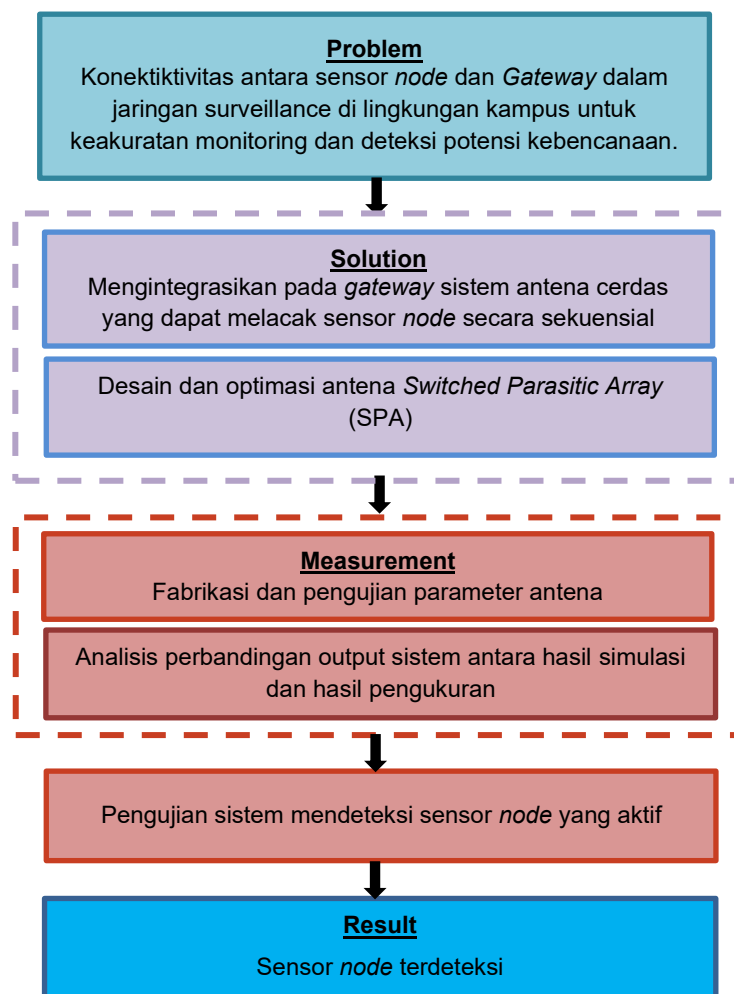 Problem
Konektiktivitas antara sensor node dan Gateway dalam
jaringan surveillance di lingkungan kampus untuk
keakuratan monitoring dan deteksi potensi kebencanaan.
Solution
Mengintegrasikan pada gateway sistem antena cerdas
yang dapat melacak sensor node secara sekuensial
Desain dan optimasi antena Switched Parasitic Array
(SPA)
Measurement
Fabrikasi dan pengujian parameter antena
Analisis perbandingan output sistem antara hasil simulasi
dan hasil pengukuran
Pengujian sistem mendeteksi sensor node yang aktif
Result
Sensor node terdeteksi